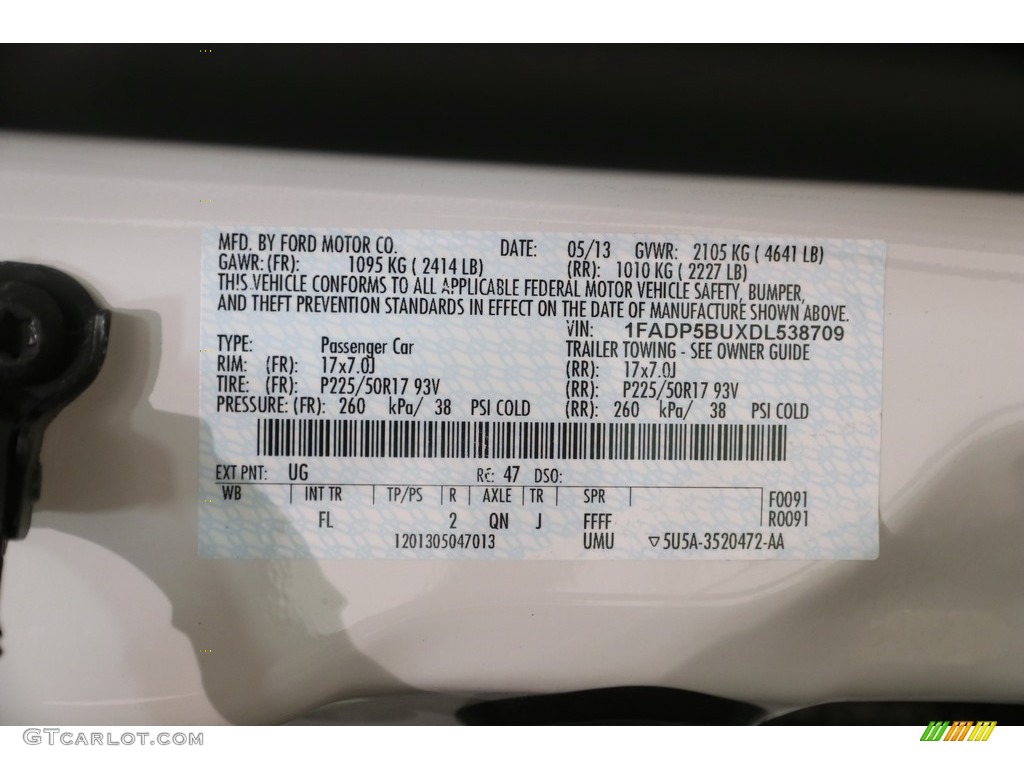 MFD. BY FORD MOTOR CO. DATE: 05/13 GVWR: 2105 KG ( 4641 LB)
GAWR: (FR): 1095 KG ( 2414 LB) (RR): 1010 KG ( 2227 LB)
THIS VEHICLE CONFORMS TO ALL APPLICABLE FEDERAL MOTOR VEHICLE SAFETY, BUMPER,
AND THEFT PREVENTION STANDARDS IN EFFECT ON THE DATE OF MANUFACTURE SHOWN ABOVE.
VIN: 1FADP5BUXDL538709
TYPE: Passenger Car TRAILER TOWING - SEE OWNER GUIDE
RIM: (FR): 17x7.0J (RR): 17x7.0J
TIRE: (FR): P225/50R17 93V (RR): P225/50R17 93V
PRESSURE: (FR): 260 kPa/ 38 PSI COLD (RR): 260 kPa/ 38 PSI COLD
EXT PNT: UG RC: 47 DSO:
WB INT TR TP/PS R AXLE TR SPR F0091
FL 2 QN J FFFF R0091
1201305047013 UMU ▽5U5A-3520472-AA
GTcarlot.com